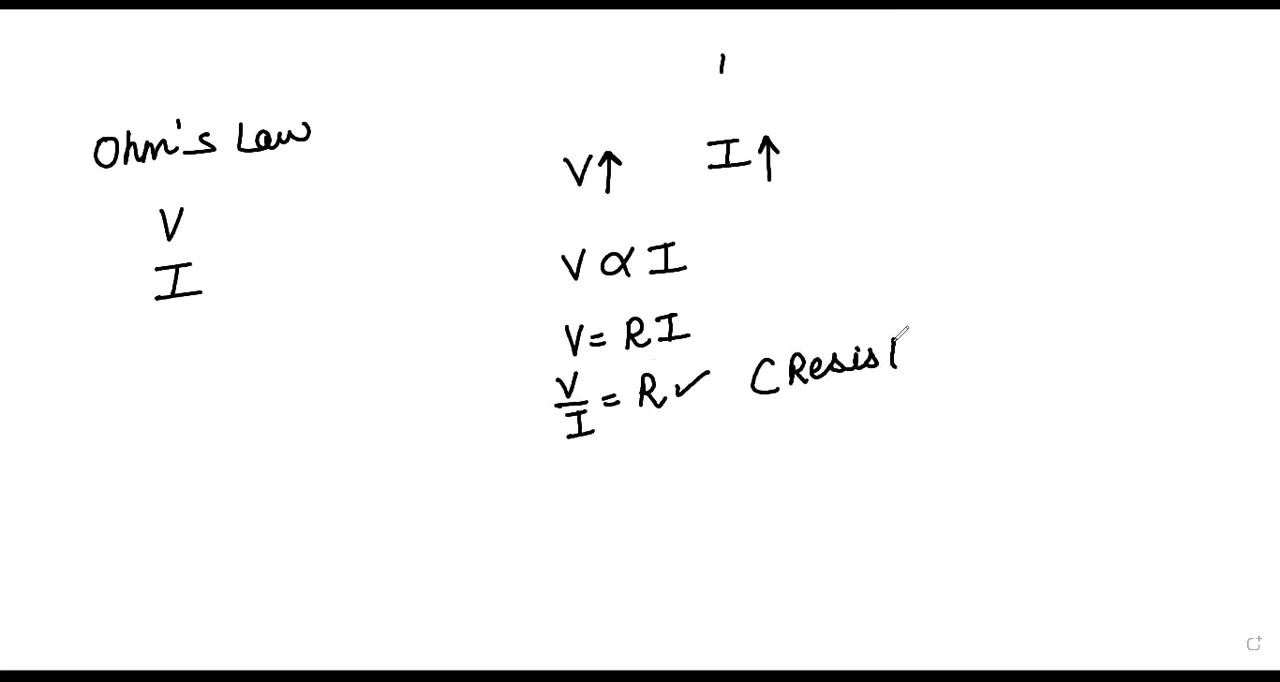 Ohm's Law
V
I
V↑ I↑
V ∝ I
V = RI
V/I = R ✓ (Resist